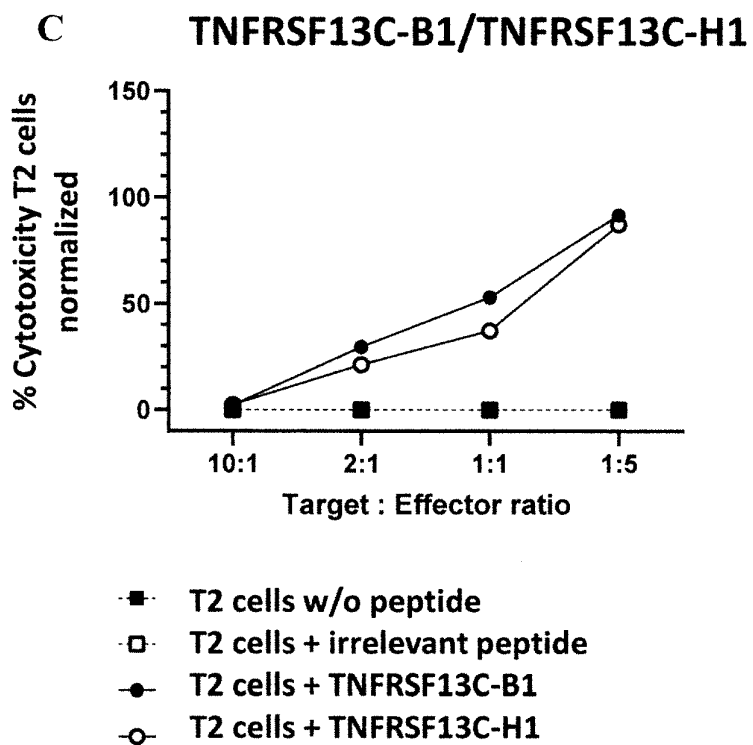 C
TNFRSF13C-B1/TNFRSF13C-H1
% Cytotoxicity T2 cells
normalized
150
100
50
0
10:1 2:1 1:1 1:5
Target : Effector ratio
T2 cells w/o peptide
T2 cells + irrelevant peptide
T2 cells + TNFRSF13C-B1
T2 cells + TNFRSF13C-H1